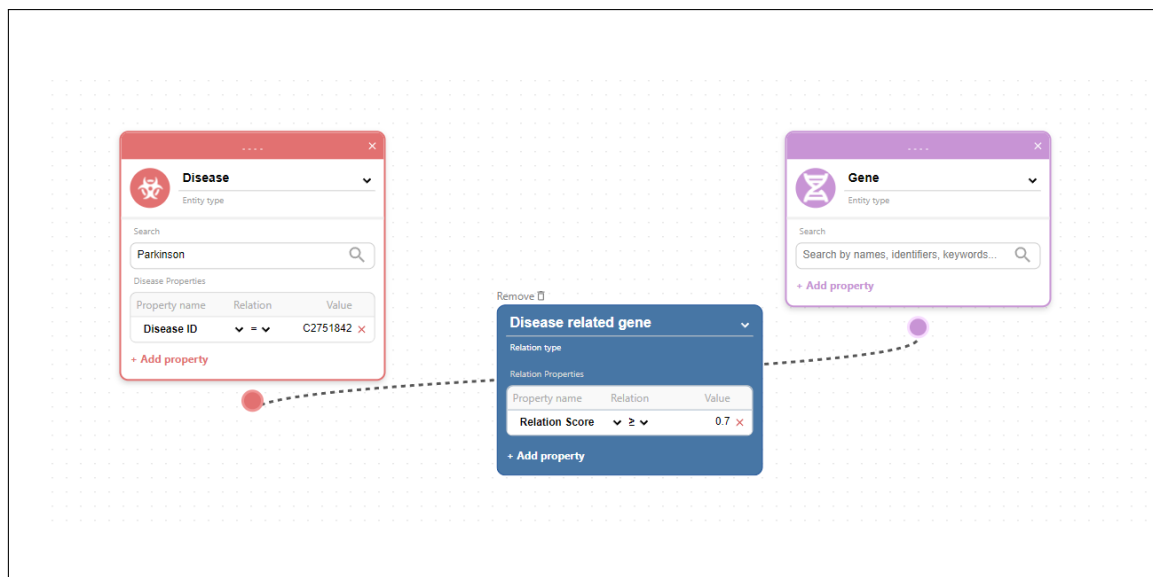 Disease
Entity type
Search
Parkinson
Disease Properties
Property name Relation Value
Disease ID = C2751842
+ Add property
Remove
Disease related gene
Relation type
Relation Properties
Property name Relation Value
Relation Score ≥ 0.7
+ Add property
Gene
Entity type
Search
Search by names, identifiers, keywords...
+ Add property